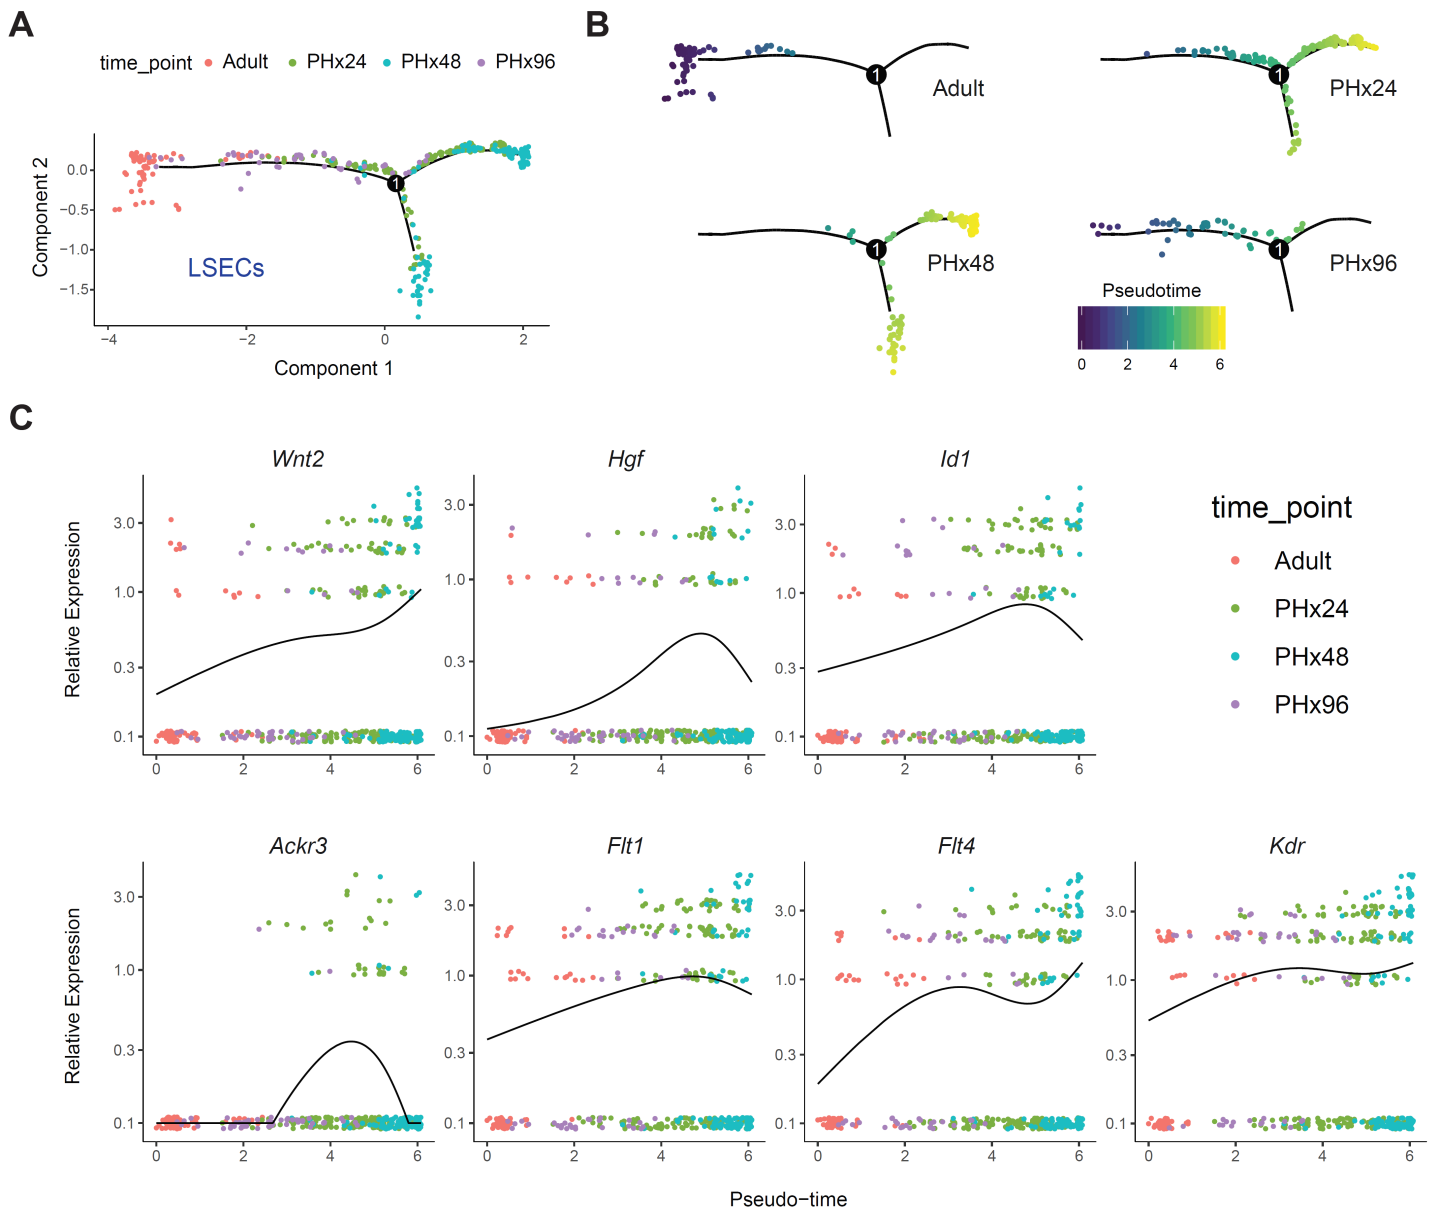 A
time_point Adult PHx24 PHx48 PHx96
Component 2
0.0
−0.5
−1.0
−1.5
1
LSECs
−4 −2 0 2
Component 1
B
1
Adult
1
PHx24
1
PHx48
1
PHx96
Pseudotime
0 2 4 6
C
Wnt2
Relative Expression
3.0
1.0
0.3
0.1
0 2 4 6
Hgf
3.0
1.0
0.3
0.1
0 2 4 6
Id1
3.0
1.0
0.3
0.1
0 2 4 6
time_point
Adult
PHx24
PHx48
PHx96
Ackr3
Relative Expression
3.0
1.0
0.3
0.1
0 2 4 6
Flt1
3.0
1.0
0.3
0.1
0 2 4 6
Flt4
3.0
1.0
0.3
0.1
0 2 4 6
Kdr
3.0
1.0
0.3
0.1
0 2 4 6
Pseudo−time